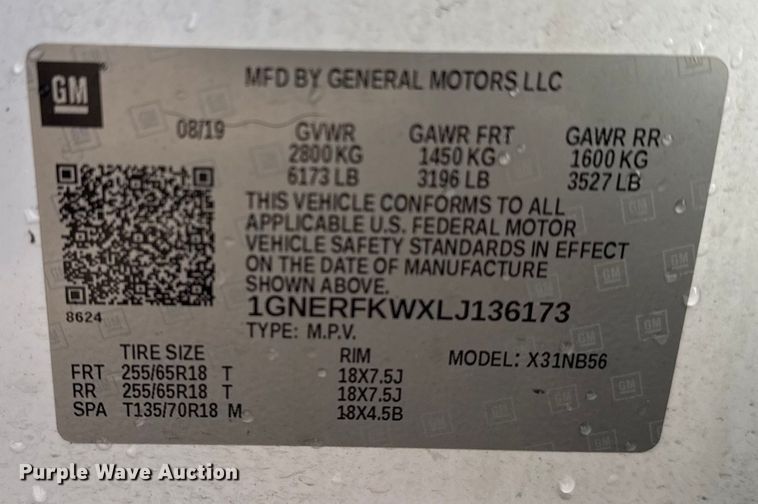 GM
MFD BY GENERAL MOTORS LLC
08/19 GVWR GAWR FRT GAWR RR
2800 KG 1450 KG 1600 KG
6173 LB 3196 LB 3527 LB
THIS VEHICLE CONFORMS TO ALL
APPLICABLE U.S. FEDERAL MOTOR
VEHICLE SAFETY STANDARDS IN EFFECT
ON THE DATE OF MANUFACTURE
SHOWN ABOVE.
8624
1GNERFKWXLJ136173
TYPE: M.P.V.
TIRE SIZE RIM MODEL: X31NB56
FRT 255/65R18 T 18X7.5J
RR 255/65R18 T 18X7.5J
SPA T135/70R18 M 18X4.5B
Purple Wave Auction